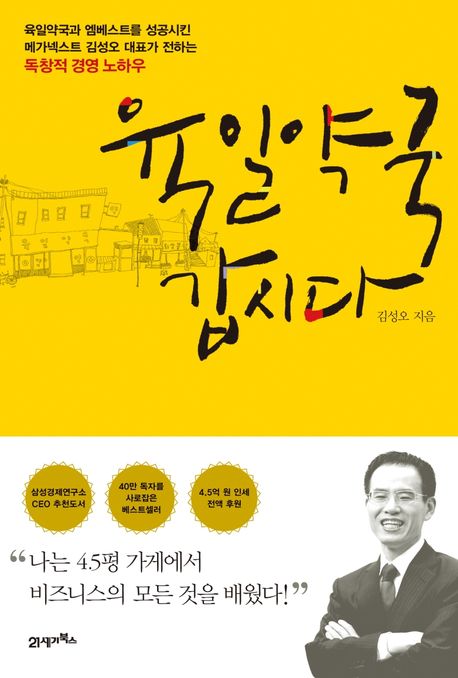 육일약국과 엠베스트를 성공시킨
메가넥스트 김성오 대표가 전하는
독창적 경영 노하우
육일약국
갑시다
김성오 지음
육일약국
삼성경제연구소
CEO 추천도서
40만 독자를
사로잡은
베스트셀러
4.5억 원 인세
전액 후원
“나는 4.5평 가게에서
비즈니스의 모든 것을 배웠다!”
21세기북스